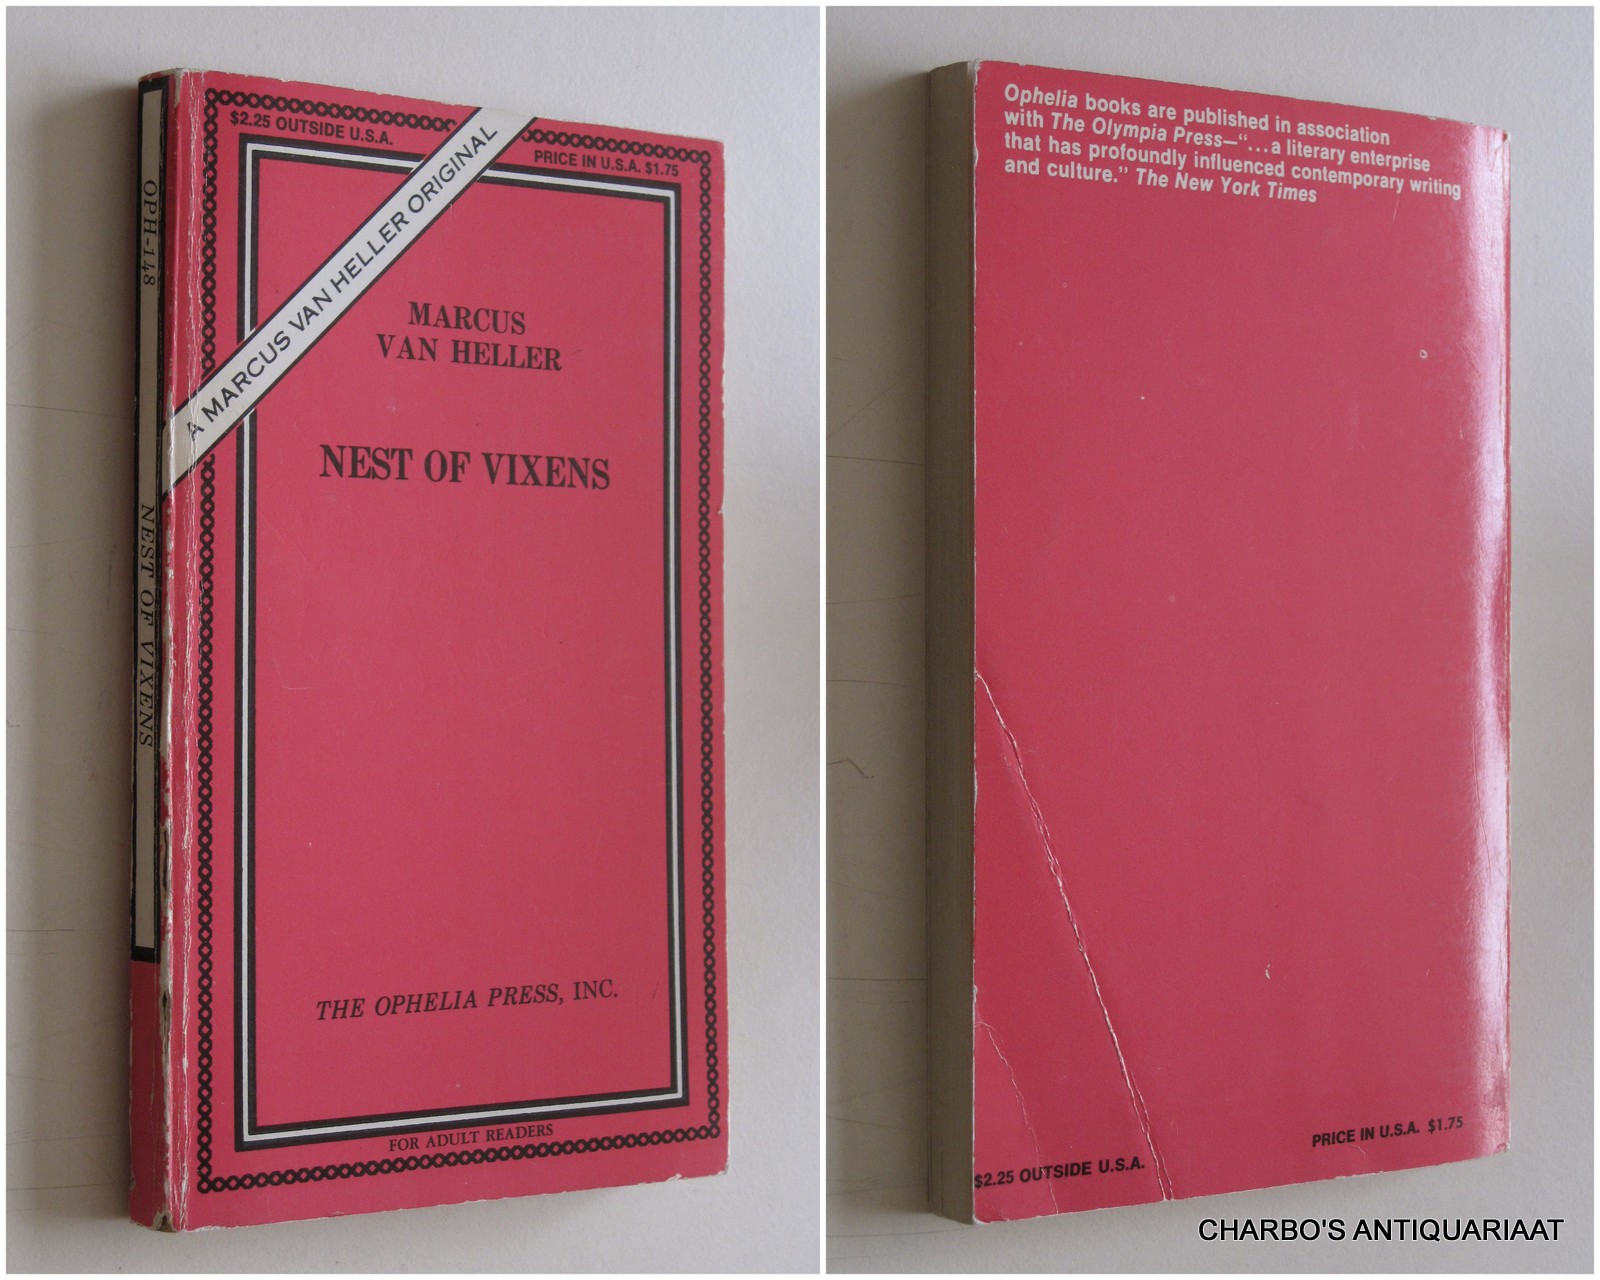 OPH-148
NEST OF VIXENS
$2.25 OUTSIDE U.S.A.
PRICE IN U.S.A. $1.75
A MARCUS VAN HELLER ORIGINAL
MARCUS
VAN HELLER
NEST OF VIXENS
THE OPHELIA PRESS, INC.
FOR ADULT READERS
Ophelia books are published in association
with The Olympia Press—“...a literary enterprise
that has profoundly influenced contemporary writing
and culture.” The New York Times
PRICE IN U.S.A. $1.75
$2.25 OUTSIDE U.S.A.
CHARBO'S ANTIQUARIAAT